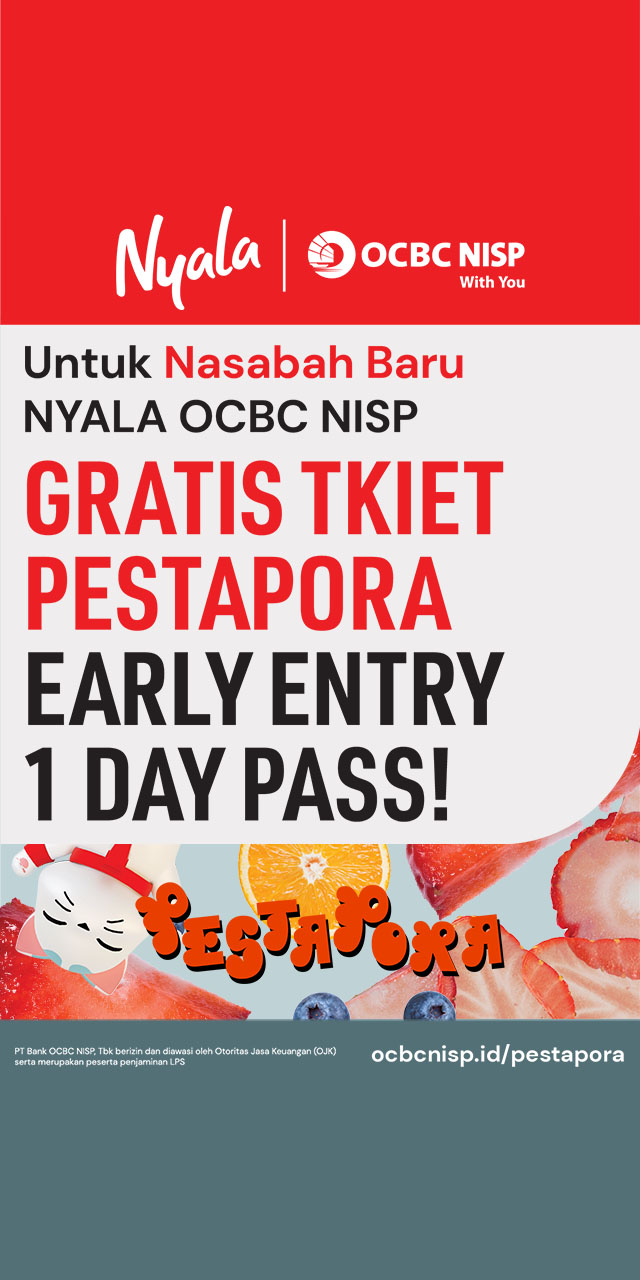 Nyala
OCBC NISP
With You
Untuk Nasabah Baru
NYALA OCBC NISP
GRATIS TKIET
PESTAPORA
EARLY ENTRY
1 DAY PASS!
PESTAPORA
PT Bank OCBC NISP, Tbk berizin dan diawasi oleh Otoritas Jasa Keuangan (OJK)
serta merupakan peserta penjaminan LPS
ocbcnisp.id/pestapora